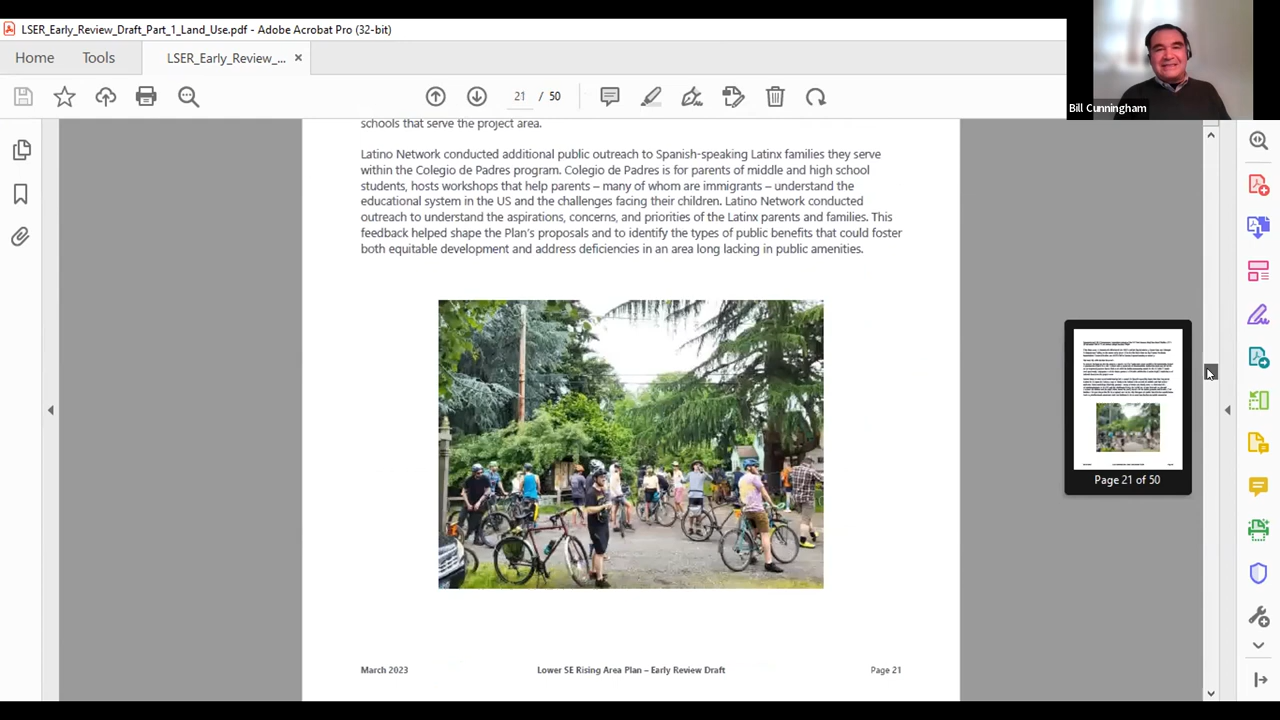 LSER_Early_Review_Draft_Part_1_Land_Use.pdf - Adobe Acrobat Pro (32-bit)
Home Tools LSER_Early_Review_... ×
21 / 50
Bill Cunningham
schools that serve the project area.
Latino Network conducted additional public outreach to Spanish-speaking Latinx families they serve
within the Colegio de Padres program. Colegio de Padres is for parents of middle and high school
students, hosts workshops that help parents – many of whom are immigrants – understand the
educational system in the US and the challenges facing their children. Latino Network conducted
outreach to understand the aspirations, concerns, and priorities of the Latinx parents and families. This
feedback helped shape the Plan's proposals and to identify the types of public benefits that could foster
both equitable development and address deficiencies in an area long lacking in public amenities.
Page 21 of 50
March 2023 Lower SE Rising Area Plan – Early Review Draft Page 21